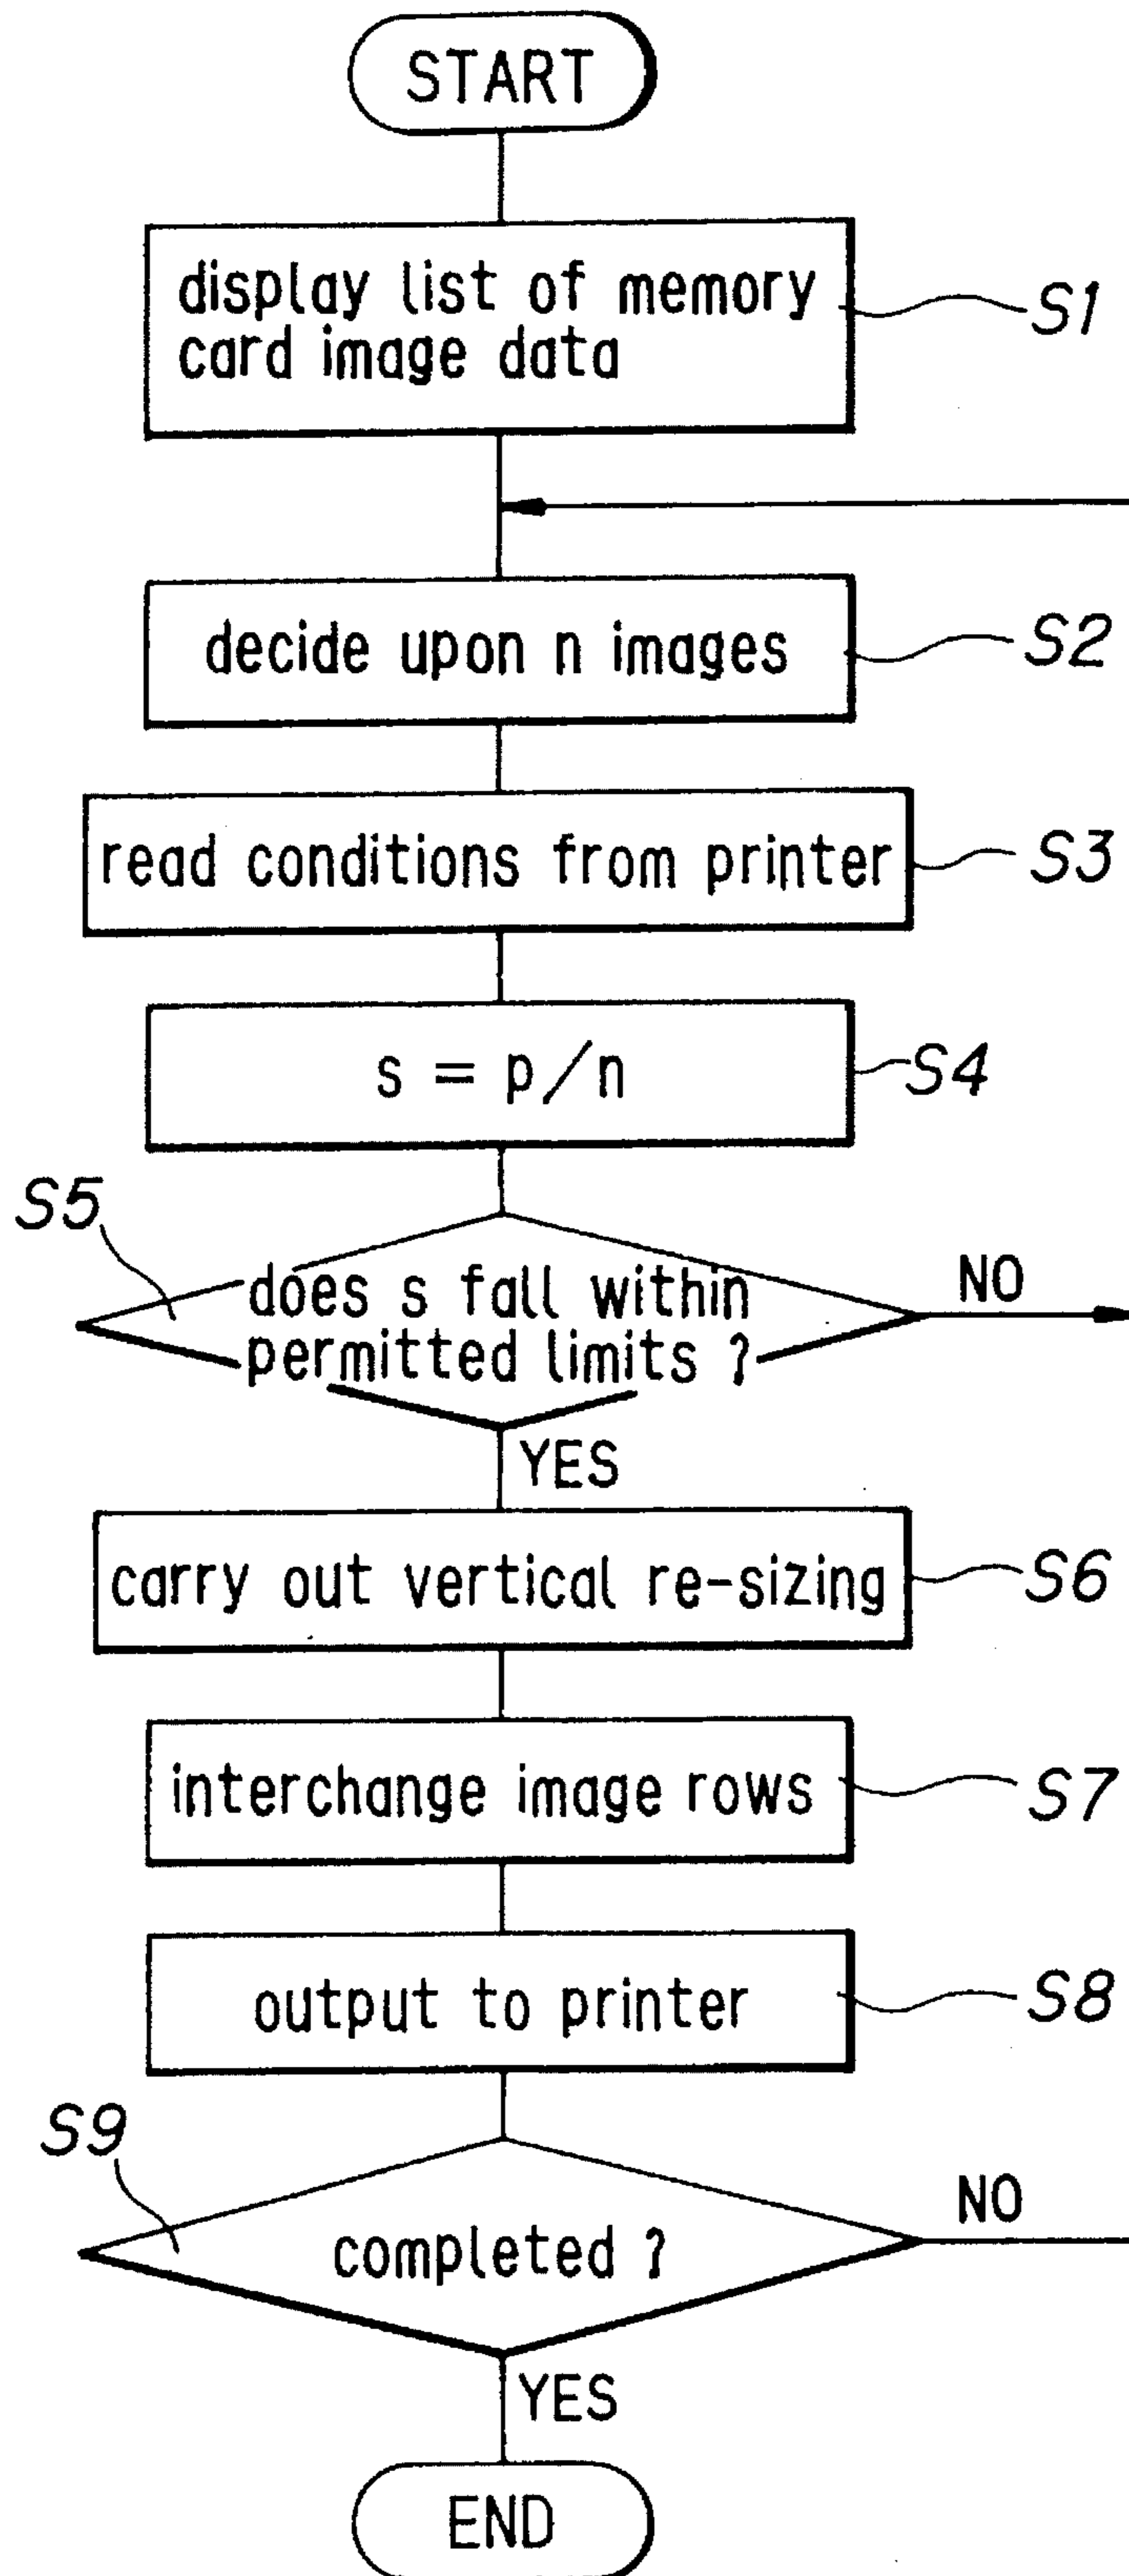 START
display list of memory
card image data
S1
decide upon n images
S2
read conditions from printer
S3
s = p/n
S4
S5
does s fall within
permitted limits ?
NO
YES
carry out vertical re-sizing
S6
interchange image rows
S7
output to printer
S8
S9
completed ?
NO
YES
END